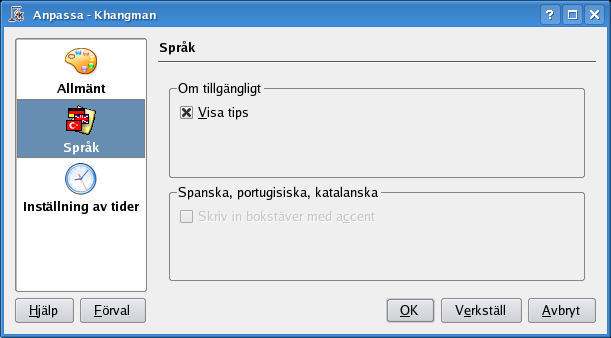 Anpassa - Khangman
Allmänt
Språk
Inställning av tider
Språk
Om tillgängligt
Visa tips
Spanska, portugisiska, katalanska
Skriv in bokstäver med accent
Hjälp
Förval
OK
Verkställ
Avbryt